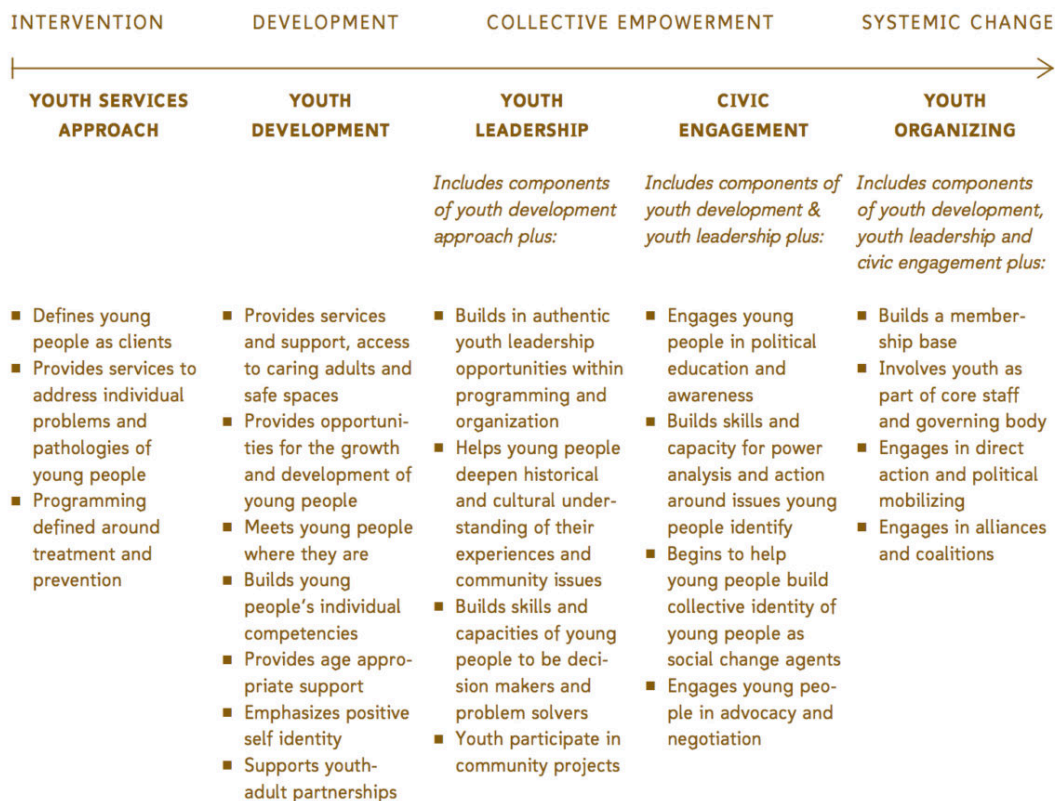 INTERVENTION
DEVELOPMENT
COLLECTIVE EMPOWERMENT
SYSTEMIC CHANGE
YOUTH SERVICES
APPROACH
■ Defines young
people as clients
■ Provides services to
address individual
problems and
pathologies of
young people
■ Programming
defined around
treatment and
prevention
YOUTH
DEVELOPMENT
■ Provides services
and support, access
to caring adults and
safe spaces
■ Provides opportuni-
ties for the growth
and development of
young people
■ Meets young people
where they are
■ Builds young
people's individual
competencies
■ Provides age appro-
priate support
■ Emphasizes positive
self identity
■ Supports youth-
adult partnerships
YOUTH
LEADERSHIP
Includes components
of youth development
approach plus:
■ Builds in authentic
youth leadership
opportunities within
programming and
organization
■ Helps young people
deepen historical
and cultural under-
standing of their
experiences and
community issues
■ Builds skills and
capacities of young
people to be deci-
sion makers and
problem solvers
■ Youth participate in
community projects
CIVIC
ENGAGEMENT
Includes components of
youth development &
youth leadership plus:
■ Engages young
people in political
education and
awareness
■ Builds skills and
capacity for power
analysis and action
around issues young
people identify
■ Begins to help
young people build
collective identity of
young people as
social change agents
■ Engages young peo-
ple in advocacy and
negotiation
YOUTH
ORGANIZING
Includes components
of youth development,
youth leadership and
civic engagement plus:
■ Builds a member-
ship base
■ Involves youth as
part of core staff
and governing body
■ Engages in direct
action and political
mobilizing
■ Engages in alliances
and coalitions